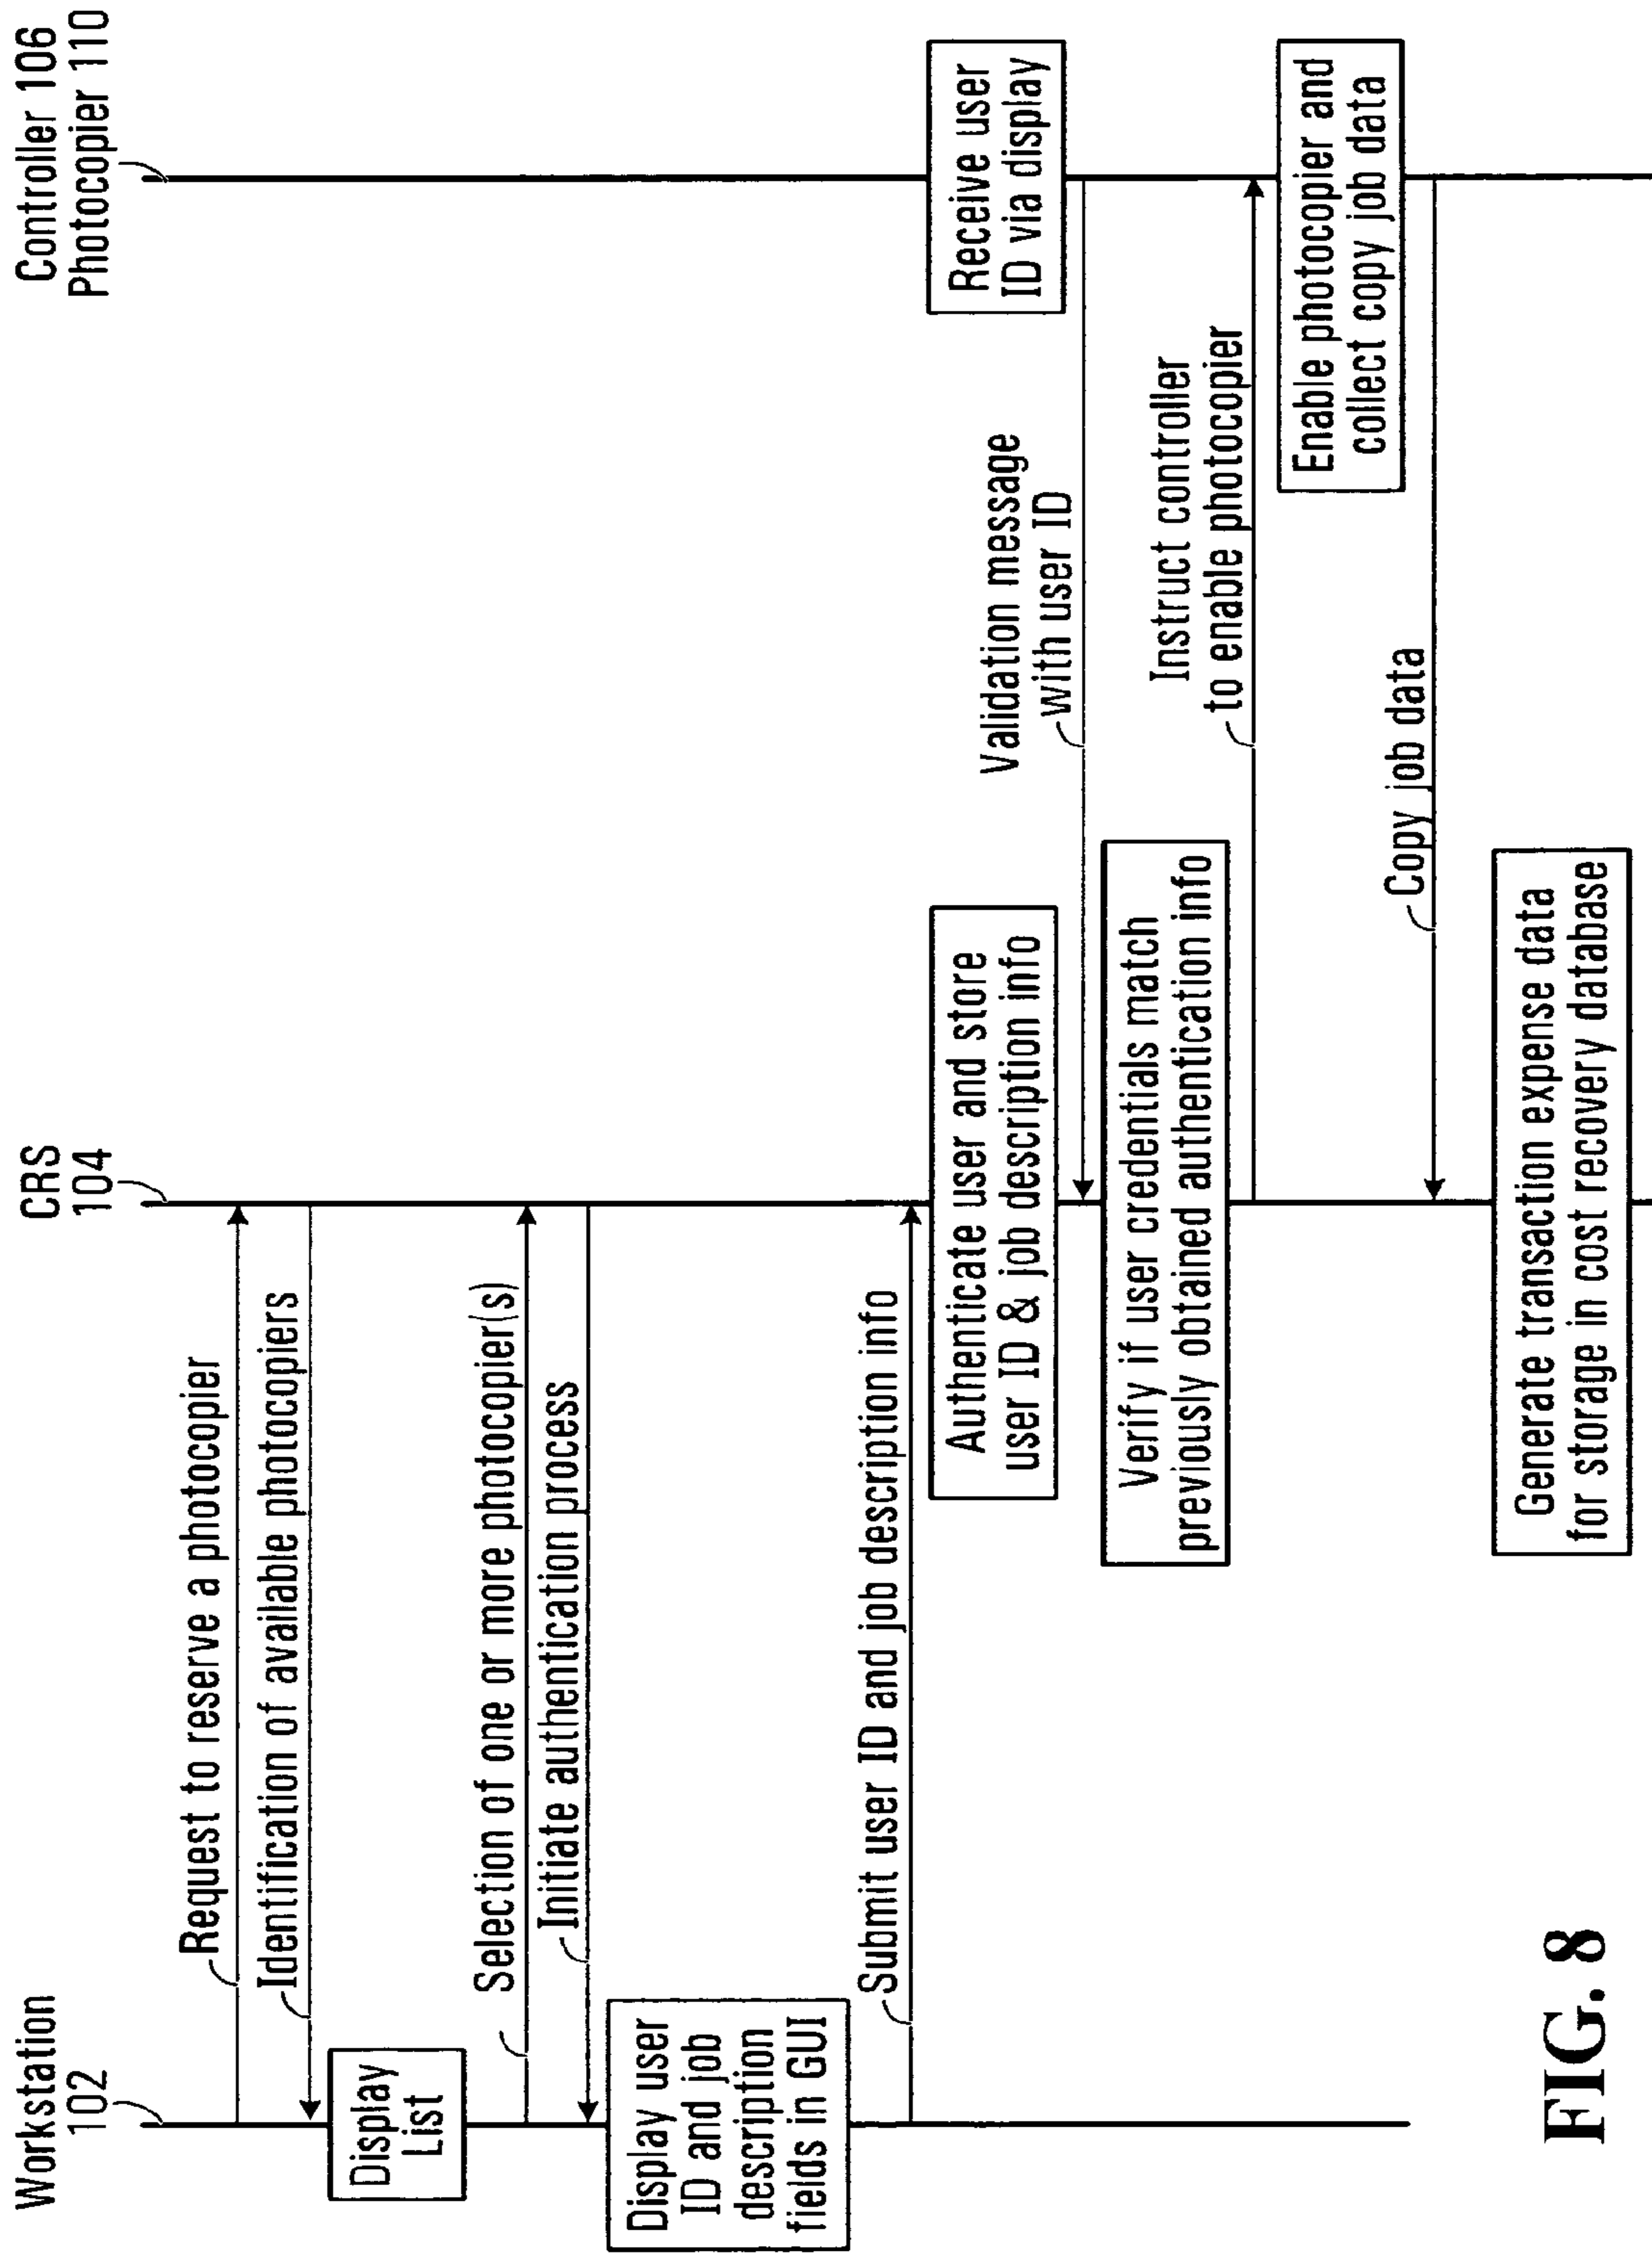 Workstation
102
CRS
104
Controller 106
Photocopier 110
Request to reserve a photocopier
Identification of available photocopiers
Display
List
Selection of one or more photocopier(s)
Initiate authentication process
Display user
ID and job
description
fields in GUI
Submit user ID and job description info
Authenticate user and store
user ID & job description info
Receive user
ID via display
Validation message
with user ID
Verify if user credentials match
previously obtained authentication info
Instruct controller
to enable photocopier
Enable photocopier and
collect copy job data
Copy job data
Generate transaction expense data
for storage in cost recovery database
FIG. 8